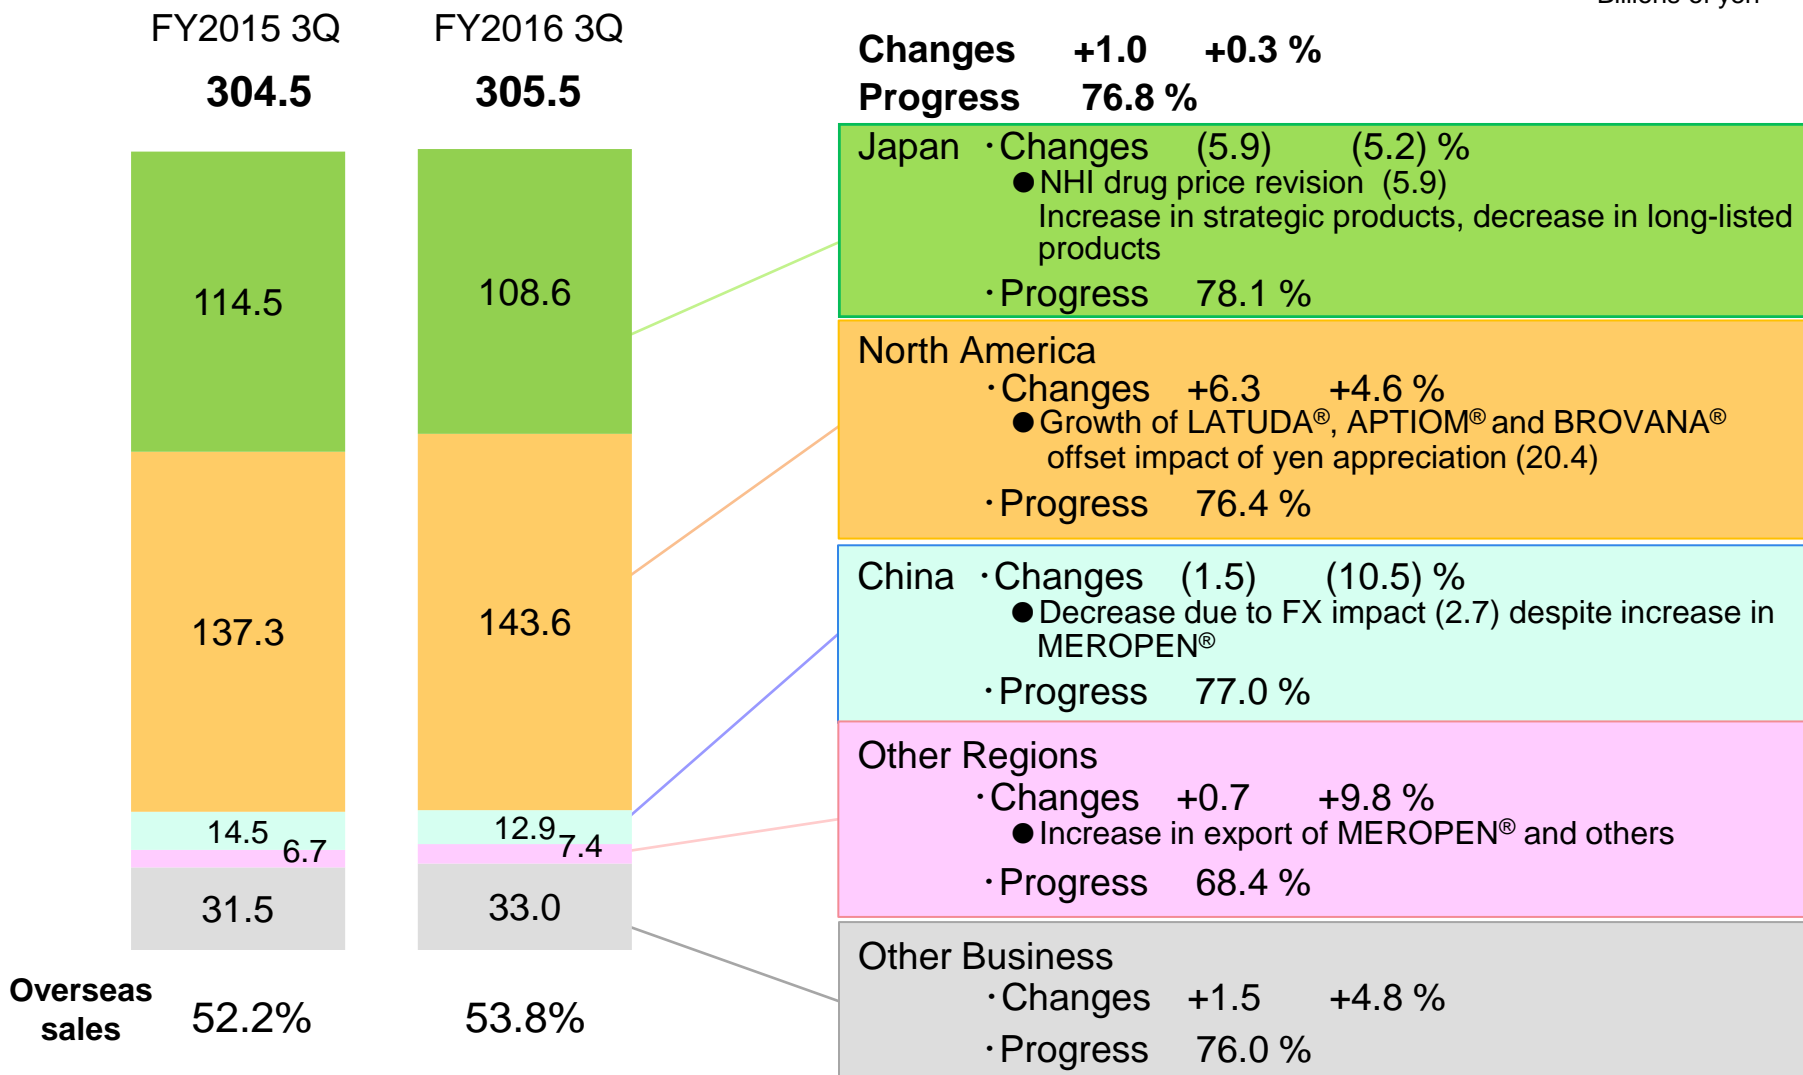 Billions of yen
FY2015 3Q
FY2016 3Q
304.5
305.5
Changes +1.0 +0.3 %
Progress 76.8 %
114.5
108.6
137.3
143.6
14.5
12.9
6.7
7.4
31.5
33.0
Overseas
sales
52.2%
53.8%
Japan ・Changes (5.9) (5.2) %
●NHI drug price revision (5.9)
Increase in strategic products, decrease in long-listed
products
・Progress 78.1 %
North America
・Changes +6.3 +4.6 %
●Growth of LATUDA®, APTIOM® and BROVANA®
offset impact of yen appreciation (20.4)
・Progress 76.4 %
China ・Changes (1.5) (10.5) %
●Decrease due to FX impact (2.7) despite increase in
MEROPEN®
・Progress 77.0 %
Other Regions
・Changes +0.7 +9.8 %
●Increase in export of MEROPEN® and others
・Progress 68.4 %
Other Business
・Changes +1.5 +4.8 %
・Progress 76.0 %